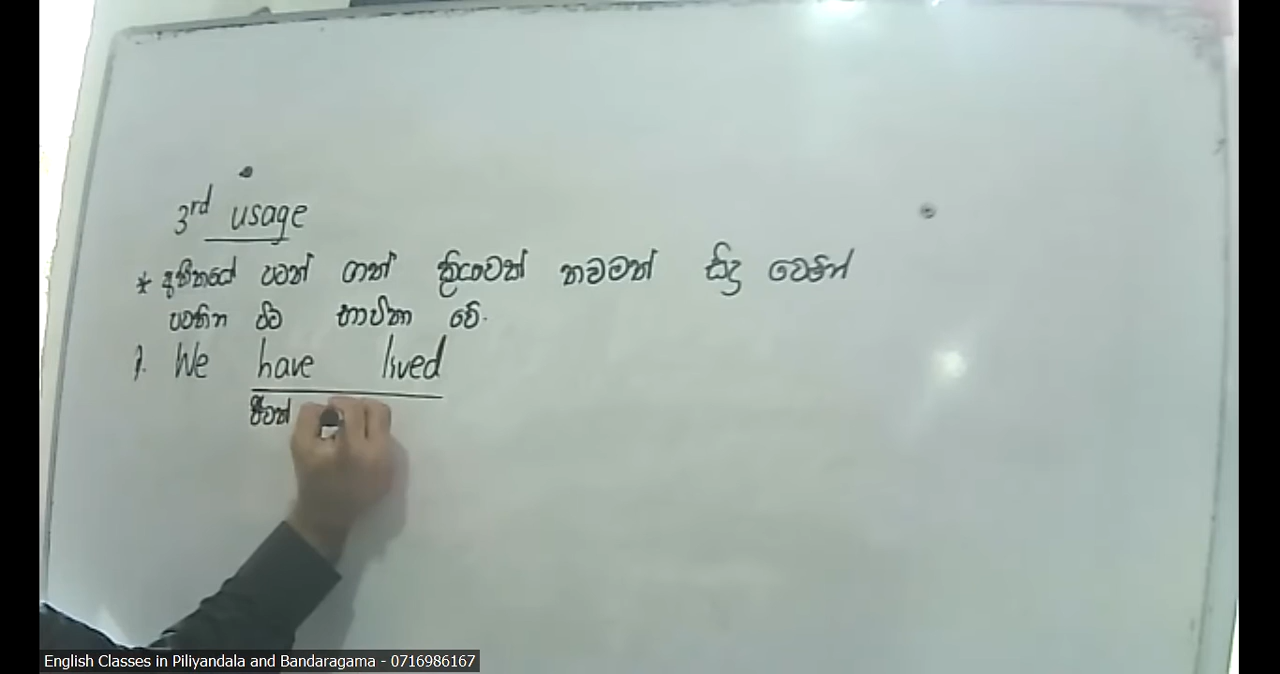 3rd usage
* අතීතයේ පටන් ගත් ක්‍රියාවක් තවමත් සිදු වෙමින්
පවතින විට භාවිතා වේ.
1. We have lived
ජීවත්
English Classes in Piliyandala and Bandaragama - 0716986167